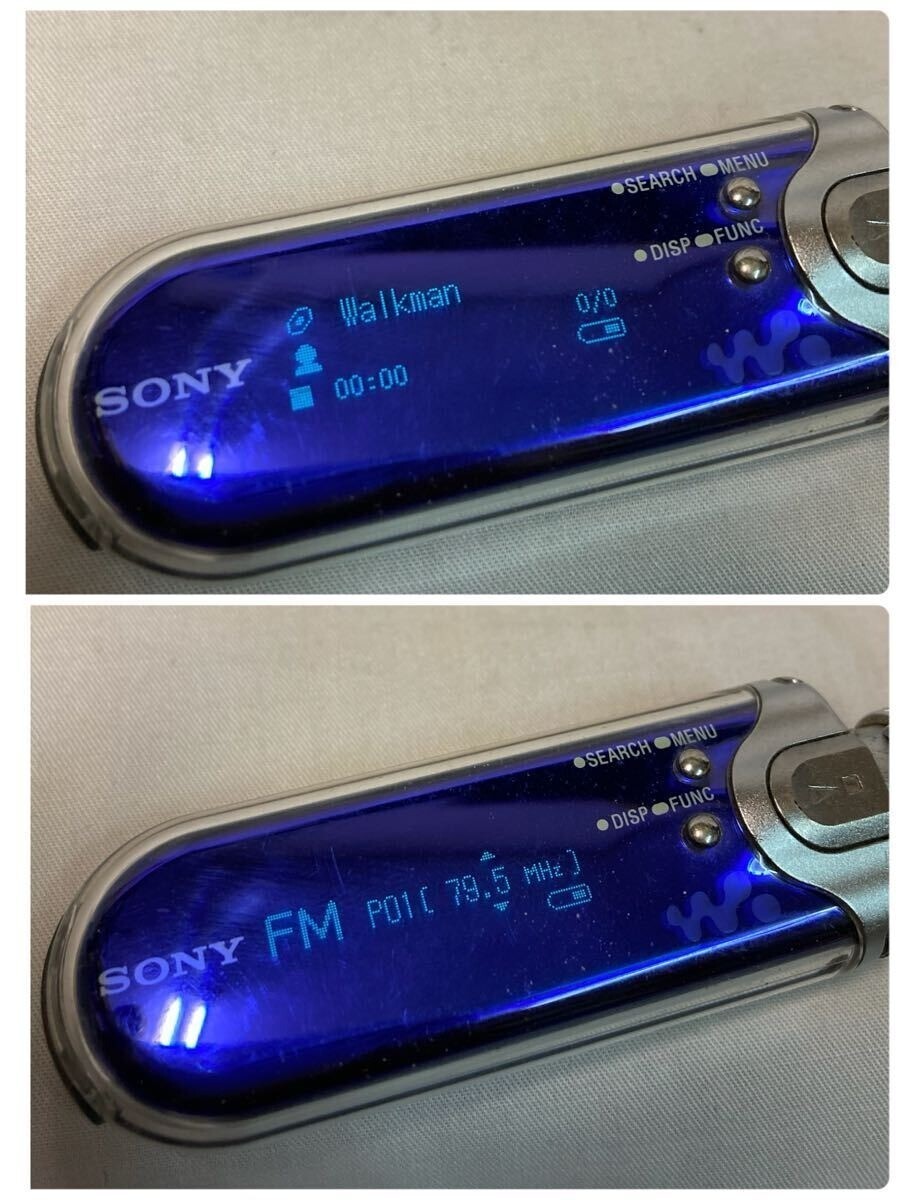 SEARCH MENU
DISP FUNC
Walkman 0/0
SONY
00:00
SEARCH MENU
DISP FUNC
FM P01[ 79.5 MHz]
SONY